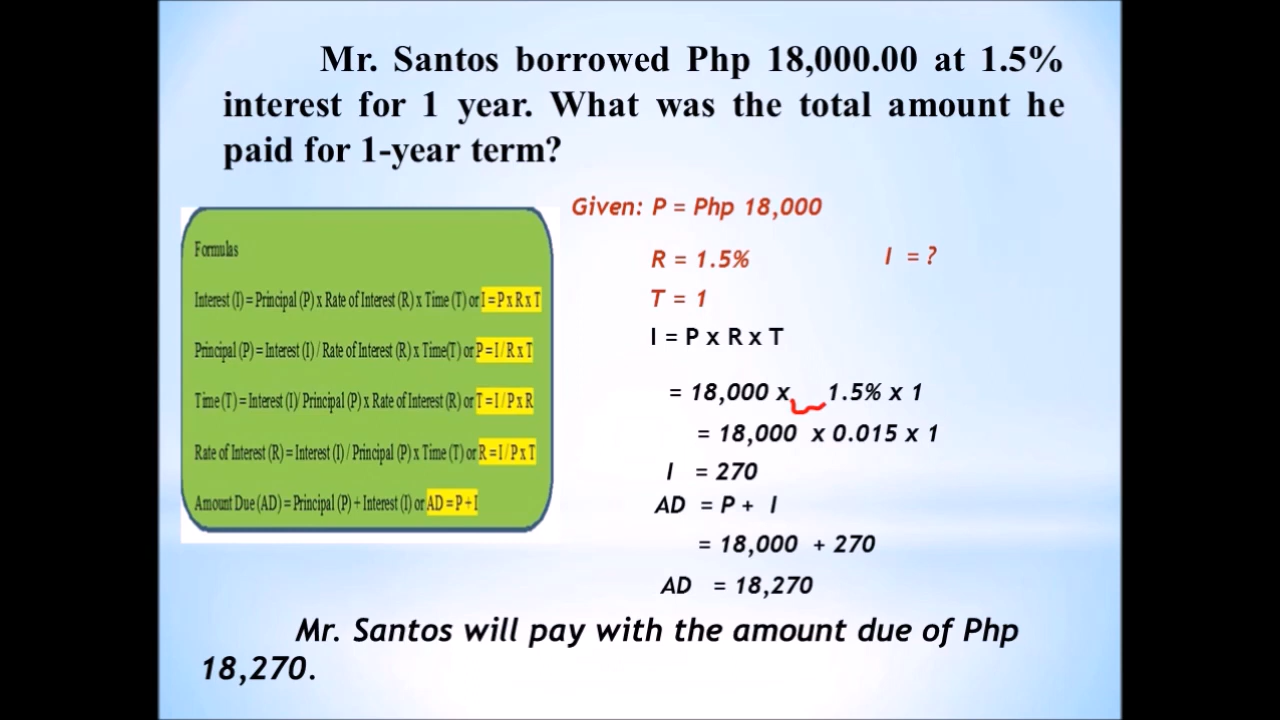 Mr. Santos borrowed Php 18,000.00 at 1.5%
interest for 1 year. What was the total amount he
paid for 1-year term?
Formulas
Interest (I) = Principal (P) x Rate of Interest (R) x Time (T) or I = P x R x T
Principal (P) = Interest (I) / Rate of Interest (R) x Time(T) or P = I / R x T
Time (T) = Interest (I)/ Principal (P) x Rate of Interest (R) or T = I / P x R
Rate of Interest (R) = Interest (I) / Principal (P) x Time (T) or R = I / P x T
Amount Due (AD) = Principal (P) + Interest (I) or AD = P + I
Given: P = Php 18,000
R = 1.5% I = ?
T = 1
I = P x R x T
= 18,000 x 1.5% x 1
= 18,000 x 0.015 x 1
I = 270
AD = P + I
= 18,000 + 270
AD = 18,270
Mr. Santos will pay with the amount due of Php
18,270.